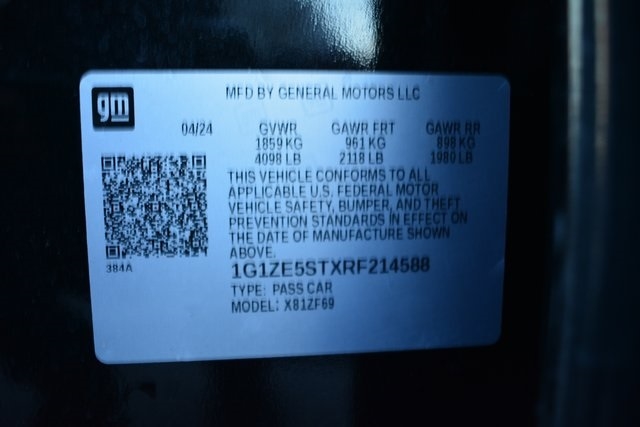 gm
MFD BY GENERAL MOTORS LLC
04/24 GVWR GAWR FRT GAWR RR
1859 KG 961 KG 898 KG
4098 LB 2118 LB 1980 LB
THIS VEHICLE CONFORMS TO ALL
APPLICABLE U.S. FEDERAL MOTOR
VEHICLE SAFETY, BUMPER, AND THEFT
PREVENTION STANDARDS IN EFFECT ON
THE DATE OF MANUFACTURE SHOWN
ABOVE.
384A
1G1ZE5STXRF214588
TYPE: PASS CAR
MODEL: X81ZF69